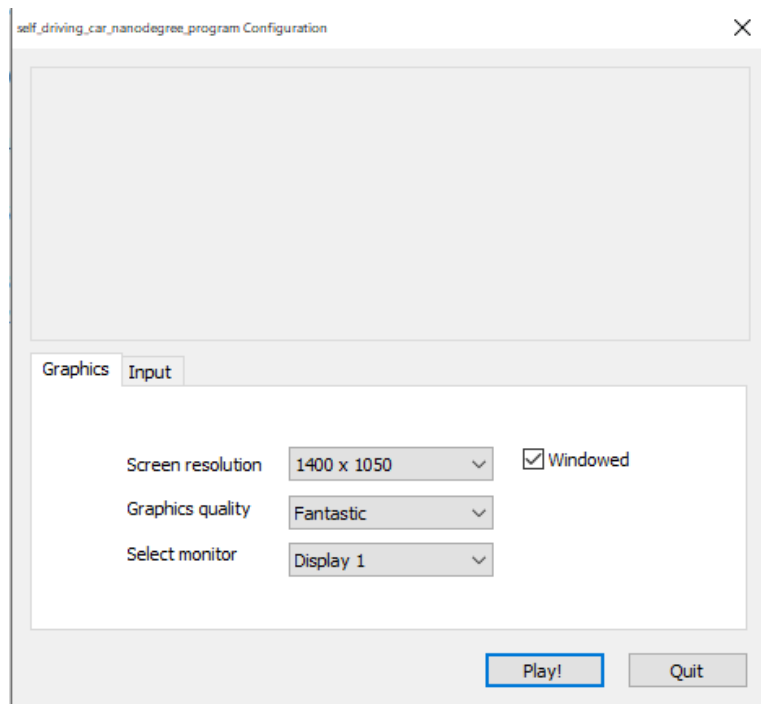 self_driving_car_nanodegree_program Configuration
Graphics
Input
Screen resolution
1400 x 1050
Windowed
Graphics quality
Fantastic
Select monitor
Display 1
Play!
Quit